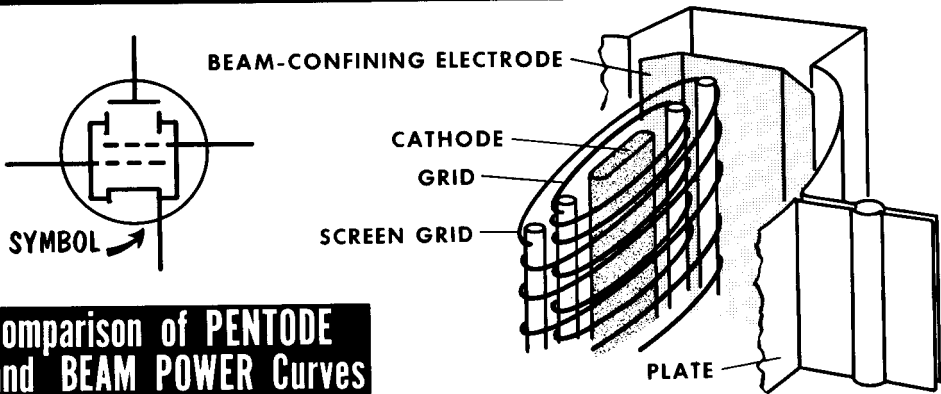 BEAM-CONFINING ELECTRODE
CATHODE
GRID
SCREEN GRID
SYMBOL
PLATE
omparison of PENTODE
nd BEAM POWER Curves